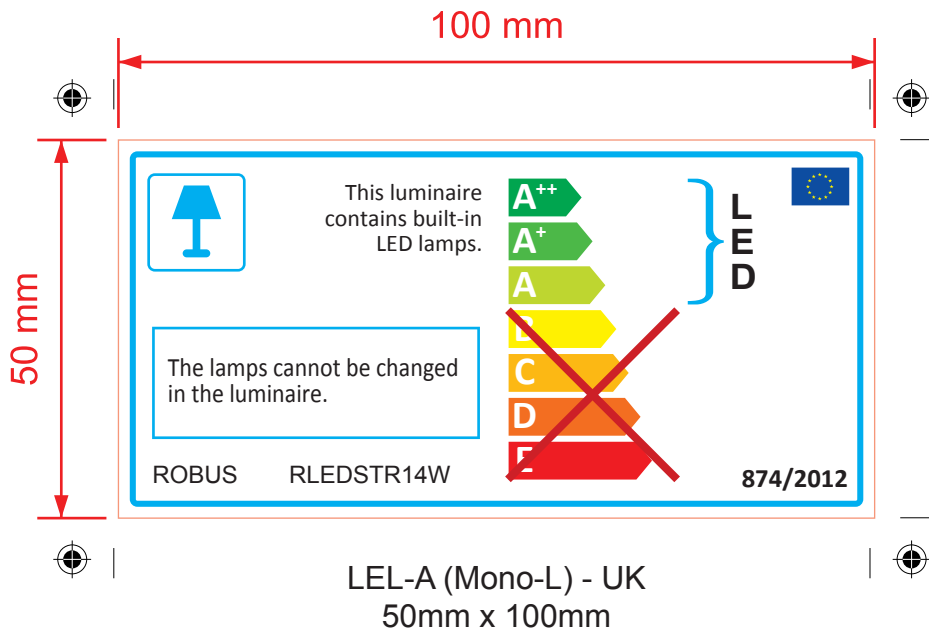 100 mm
50 mm
This luminaire
contains built-in
LED lamps.
A++
A+
A
B
C
D
E
L
E
D
The lamps cannot be changed
in the luminaire.
ROBUS RLEDSTR14W
874/2012
LEL-A (Mono-L) - UK
50mm x 100mm